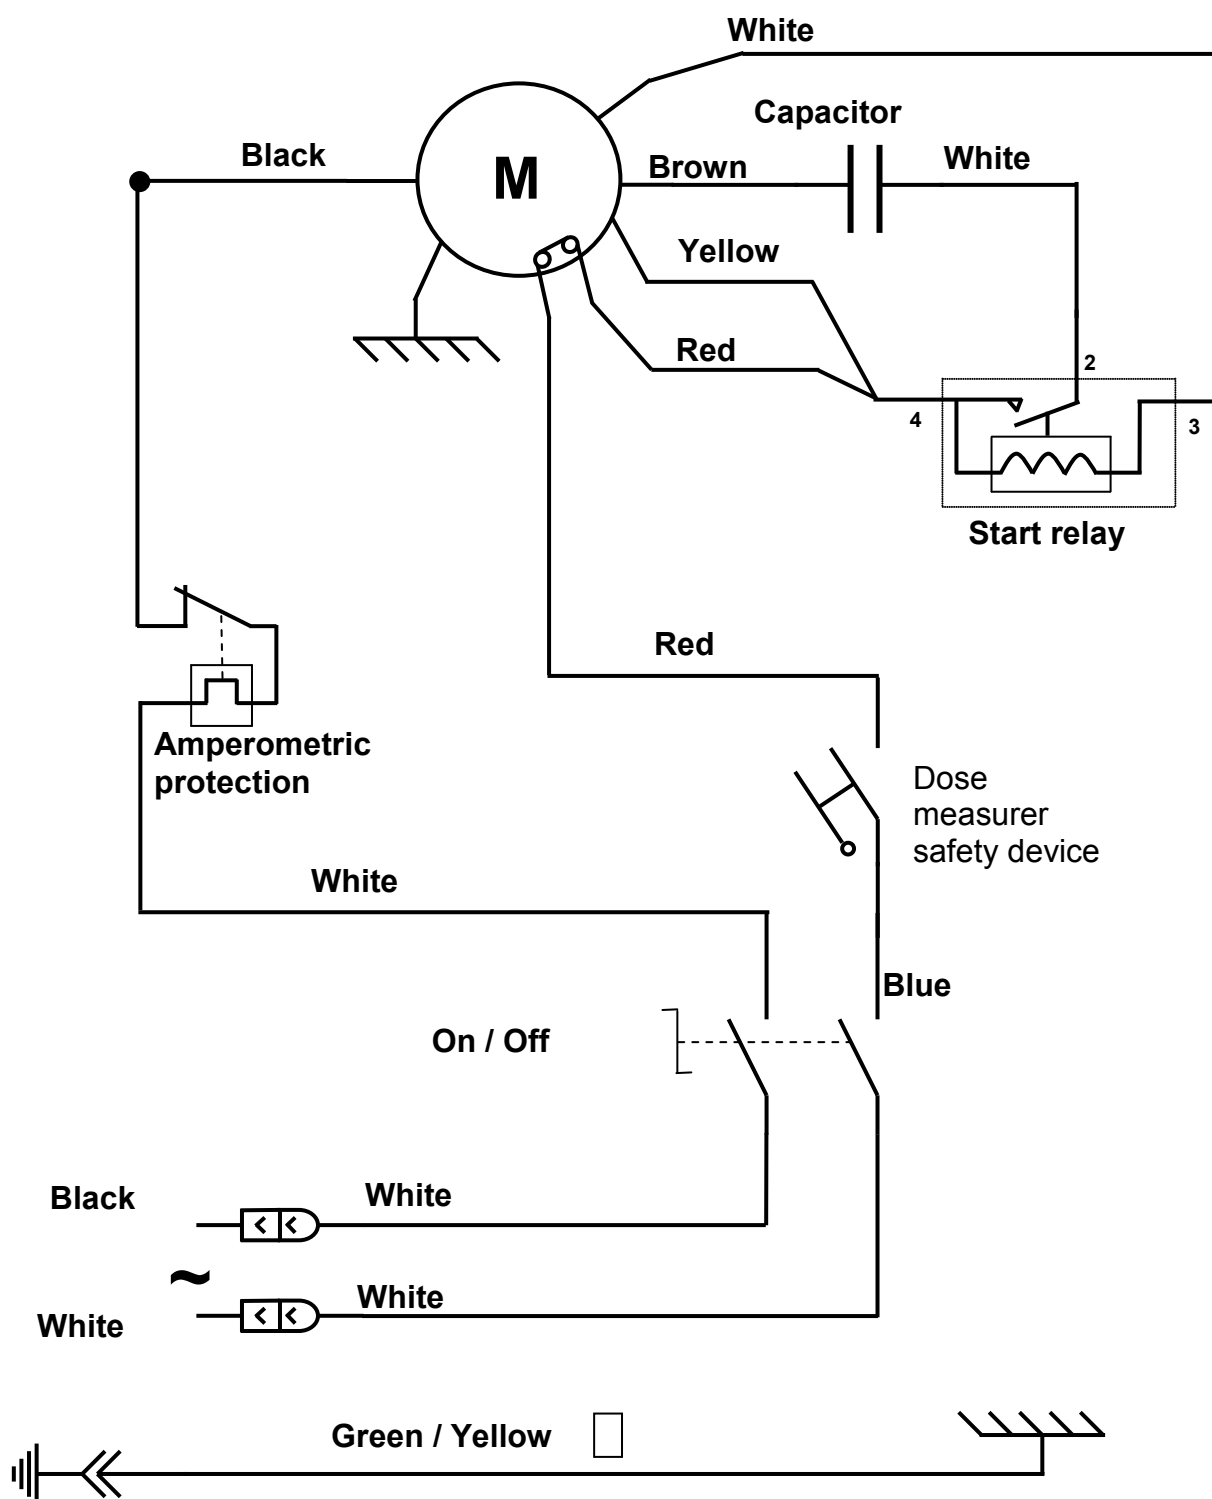 White
Capacitor
Black
M
Brown
White
Yellow
Red
2
4
3
Start relay
Red
Amperometric
protection
Dose
measurer
safety device
White
Blue
On / Off
Black
White
~
White
White
Green / Yellow